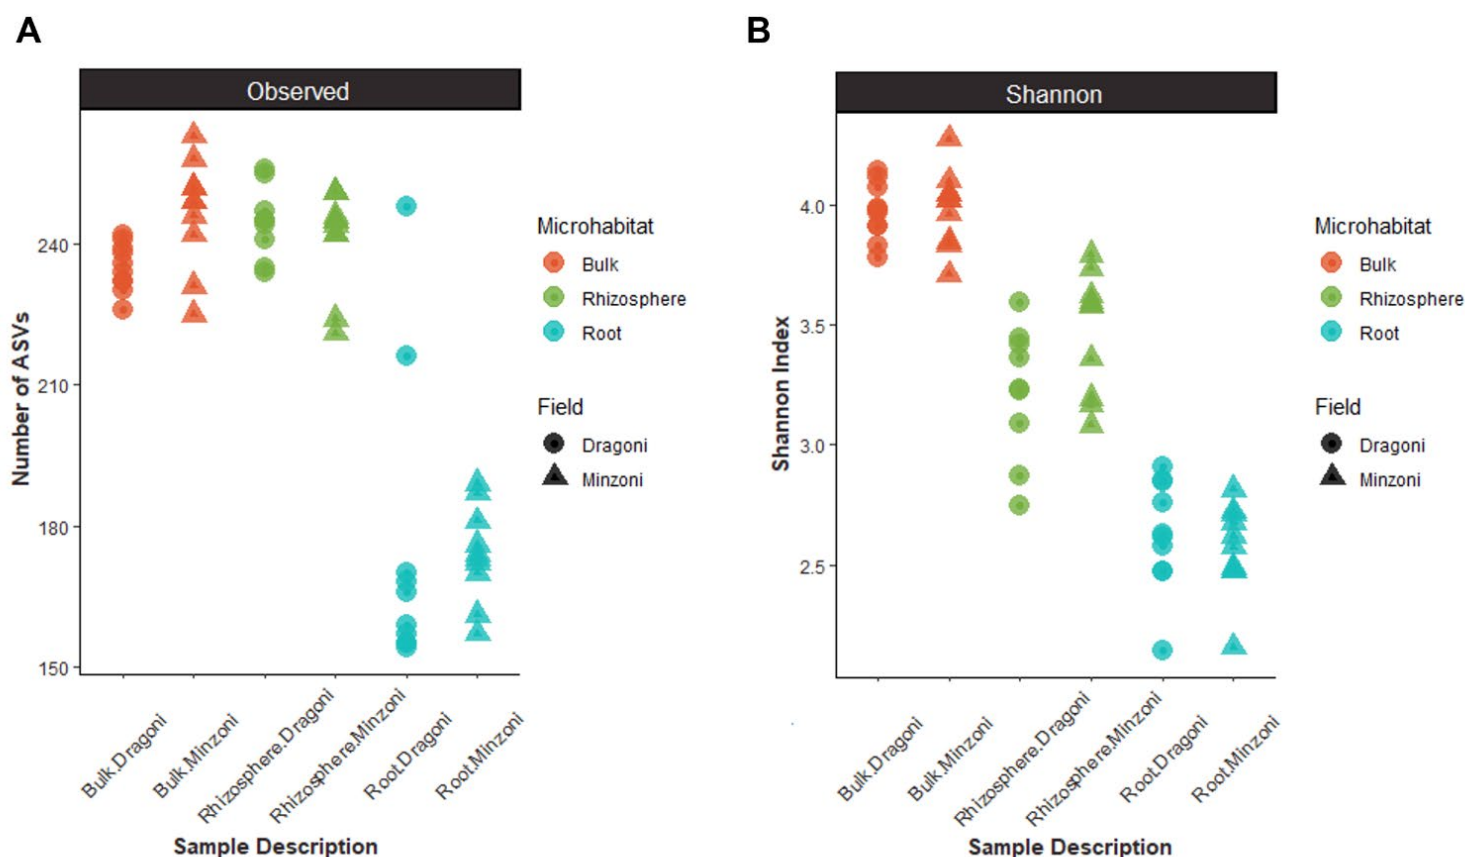 A
Observed
Number of ASVs
240
210
180
150
Bulk.Dragoni
Bulk.Minzoni
Rhizosphere.Dragoni
Rhizosphere.Minzoni
Root.Dragoni
Root.Minzoni
Sample Description
Microhabitat
Bulk
Rhizosphere
Root
Field
Dragoni
Minzoni
B
Shannon
Shannon Index
4.0
3.5
3.0
2.5
Bulk.Dragoni
Bulk.Minzoni
Rhizosphere.Dragoni
Rhizosphere.Minzoni
Root.Dragoni
Root.Minzoni
Sample Description
Microhabitat
Bulk
Rhizosphere
Root
Field
Dragoni
Minzoni